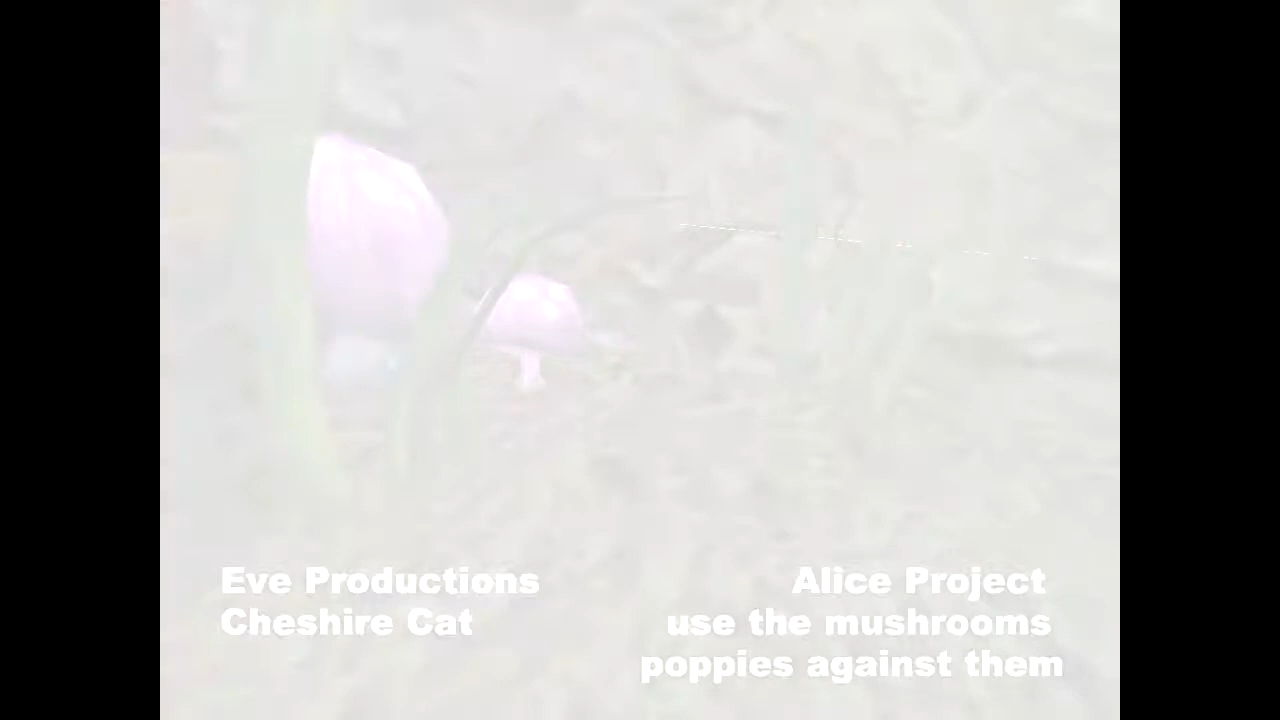 Eve Productions
Cheshire Cat
Alice Project
use the mushrooms
poppies against them